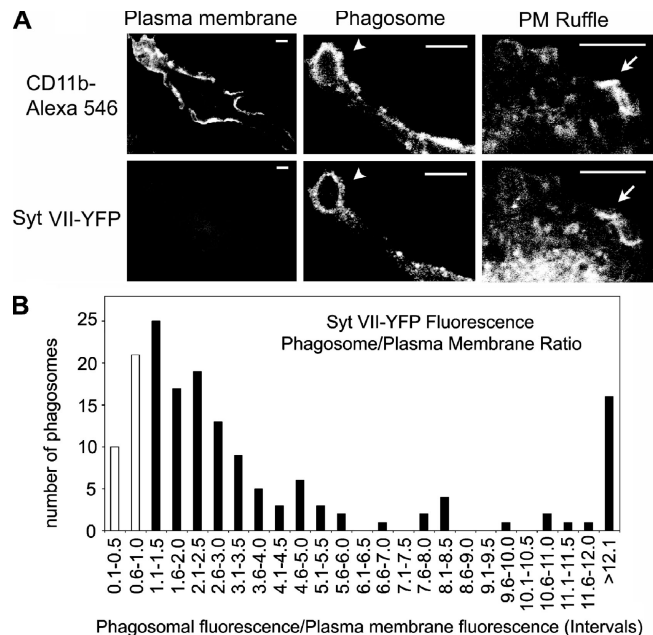 A
Plasma membrane
Phagosome
PM Ruffle
CD11b-
Alexa 546
Syt VII-YFP
B
Syt VII-YFP Fluorescence
Phagosome/Plasma Membrane Ratio
number of phagosomes
25
20
15
10
5
0
0.1-0.5
0.6-1.0
1.1-1.5
1.6-2.0
2.1-2.5
2.6-3.0
3.1-3.5
3.6-4.0
4.1-4.5
4.6-5.0
5.1-5.5
5.6-6.0
6.1-6.5
6.6-7.0
7.1-7.5
7.6-8.0
8.1-8.5
8.6-9.0
9.1-9.5
9.6-10.0
10.1-10.5
10.6-11.0
11.1-11.5
11.6-12.0
>12.1
Phagosomal fluorescence/Plasma membrane fluorescence (Intervals)